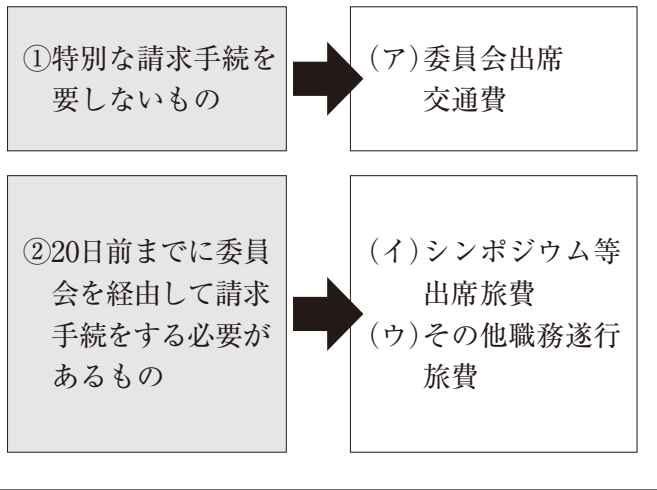 ①特別な請求手続を
要しないもの
(ア)委員会出席
交通費
②20日前までに委員
会を経由して請求
手続をする必要が
あるもの
(イ)シンポジウム等
出席旅費
(ウ)その他職務遂行
旅費